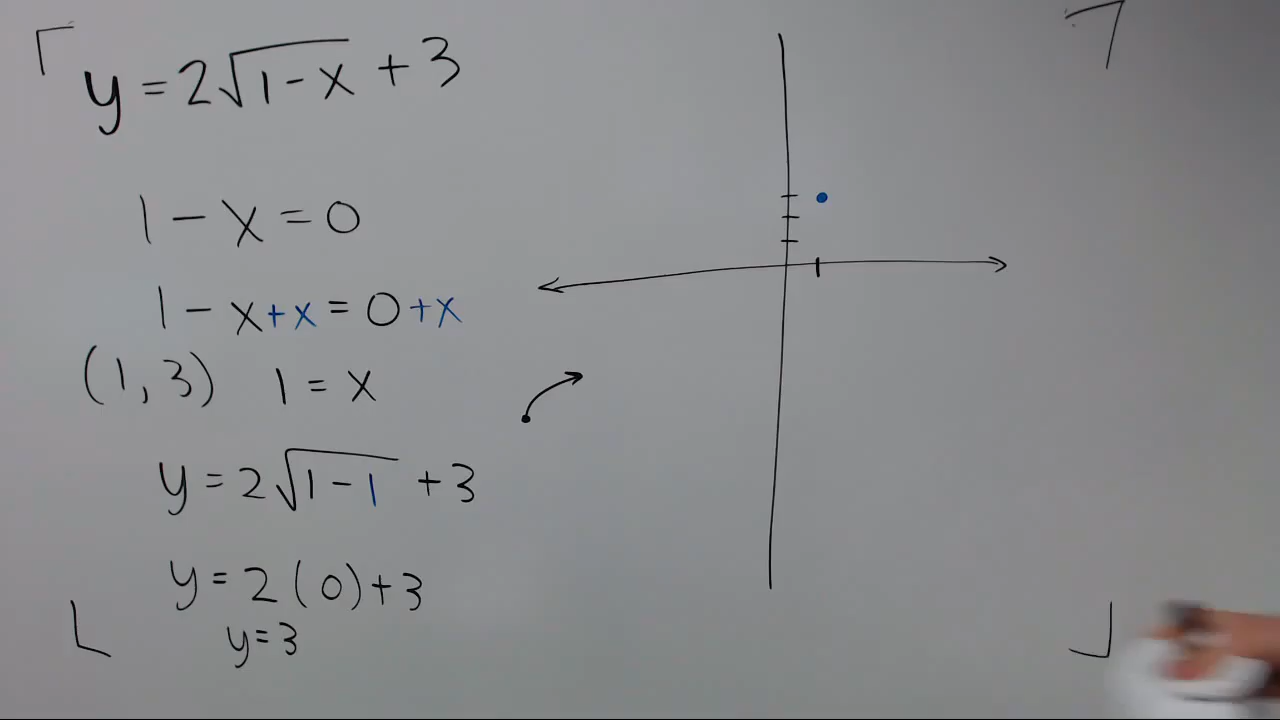 y = 2√(1 - x) + 3
1 - x = 0
1 - x + x = 0 + x
(1, 3) 1 = x
y = 2√(1 - 1) + 3
y = 2(0) + 3
y = 3